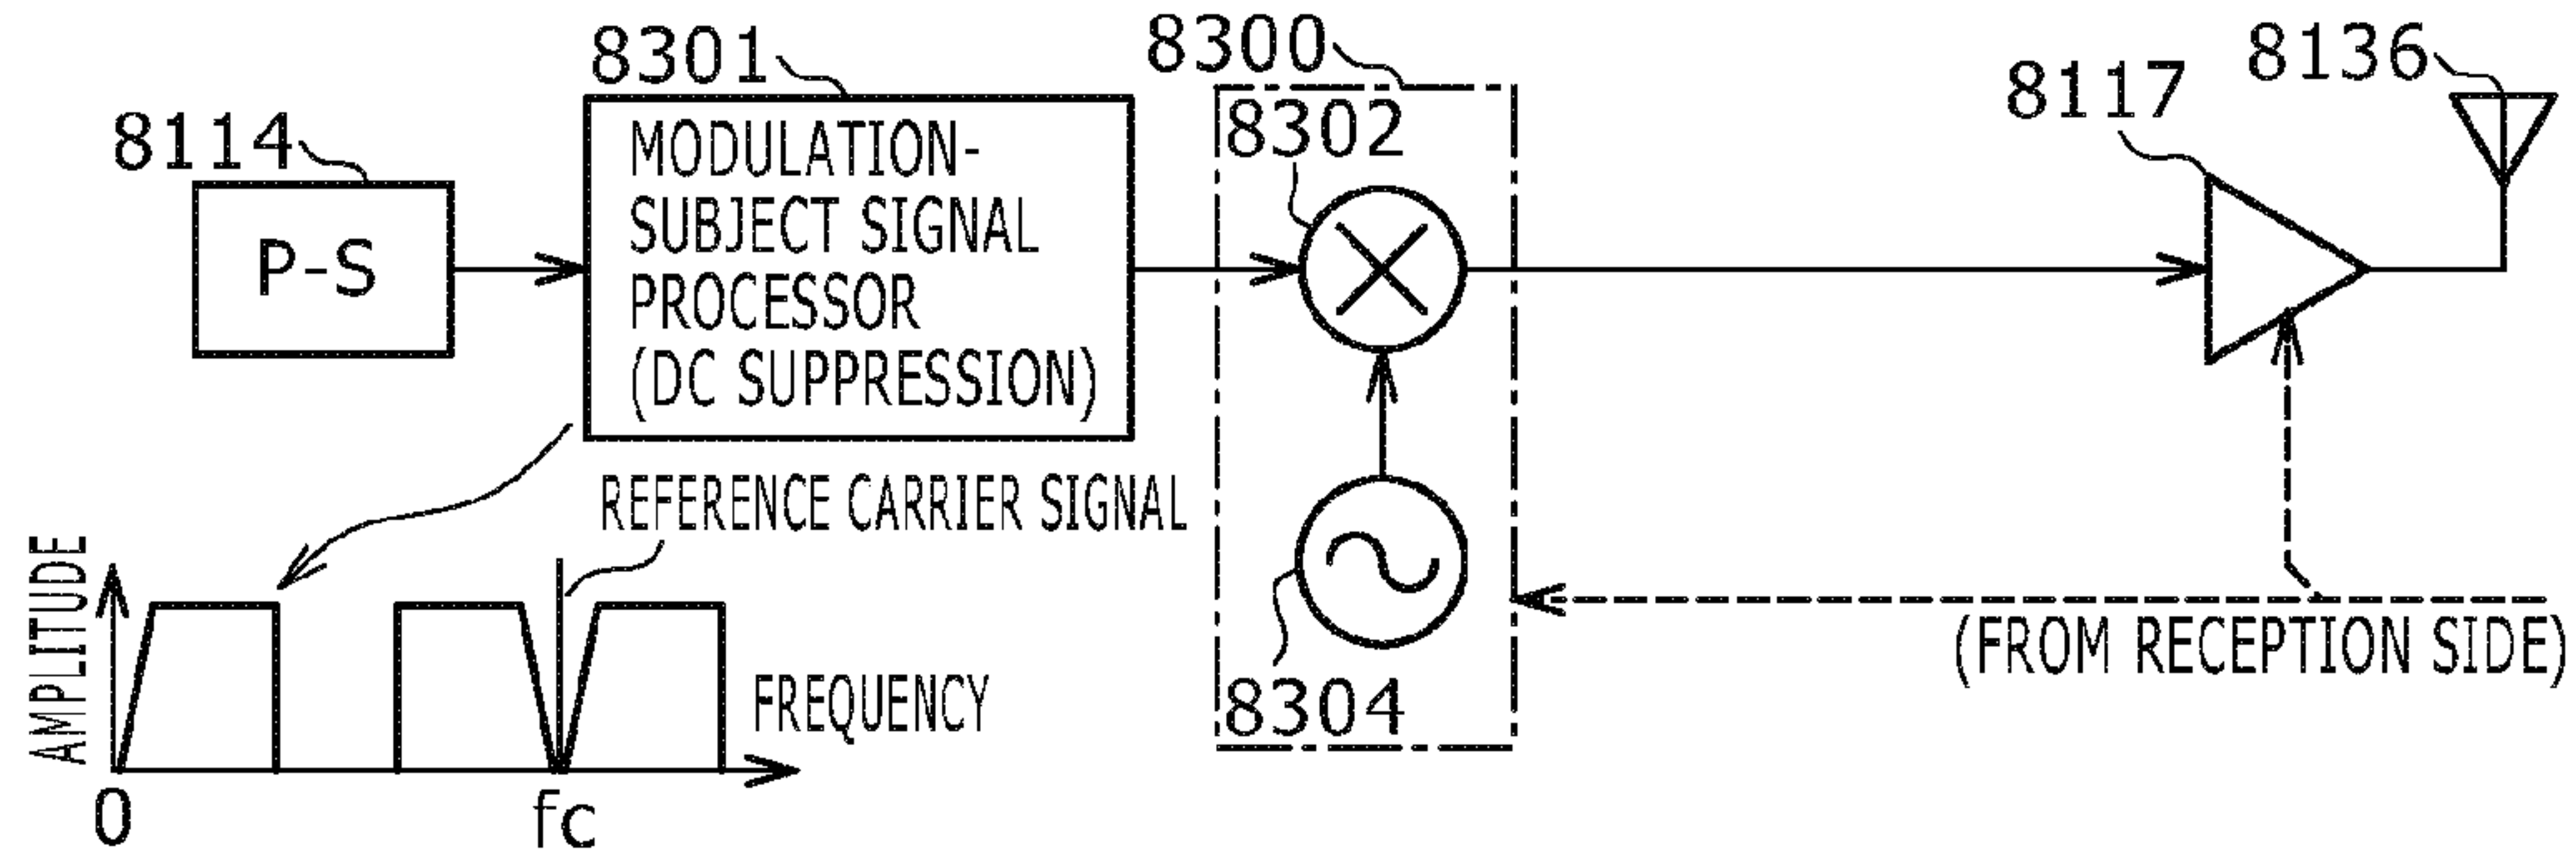 8301
8300
8136
8114
8302
8117
MODULATION-
SUBJECT SIGNAL
PROCESSOR
(DC SUPPRESSION)
P-S
REFERENCE CARRIER SIGNAL
AMPLITUDE
FREQUENCY
(FROM RECEPTION SIDE)
8304
0
fc